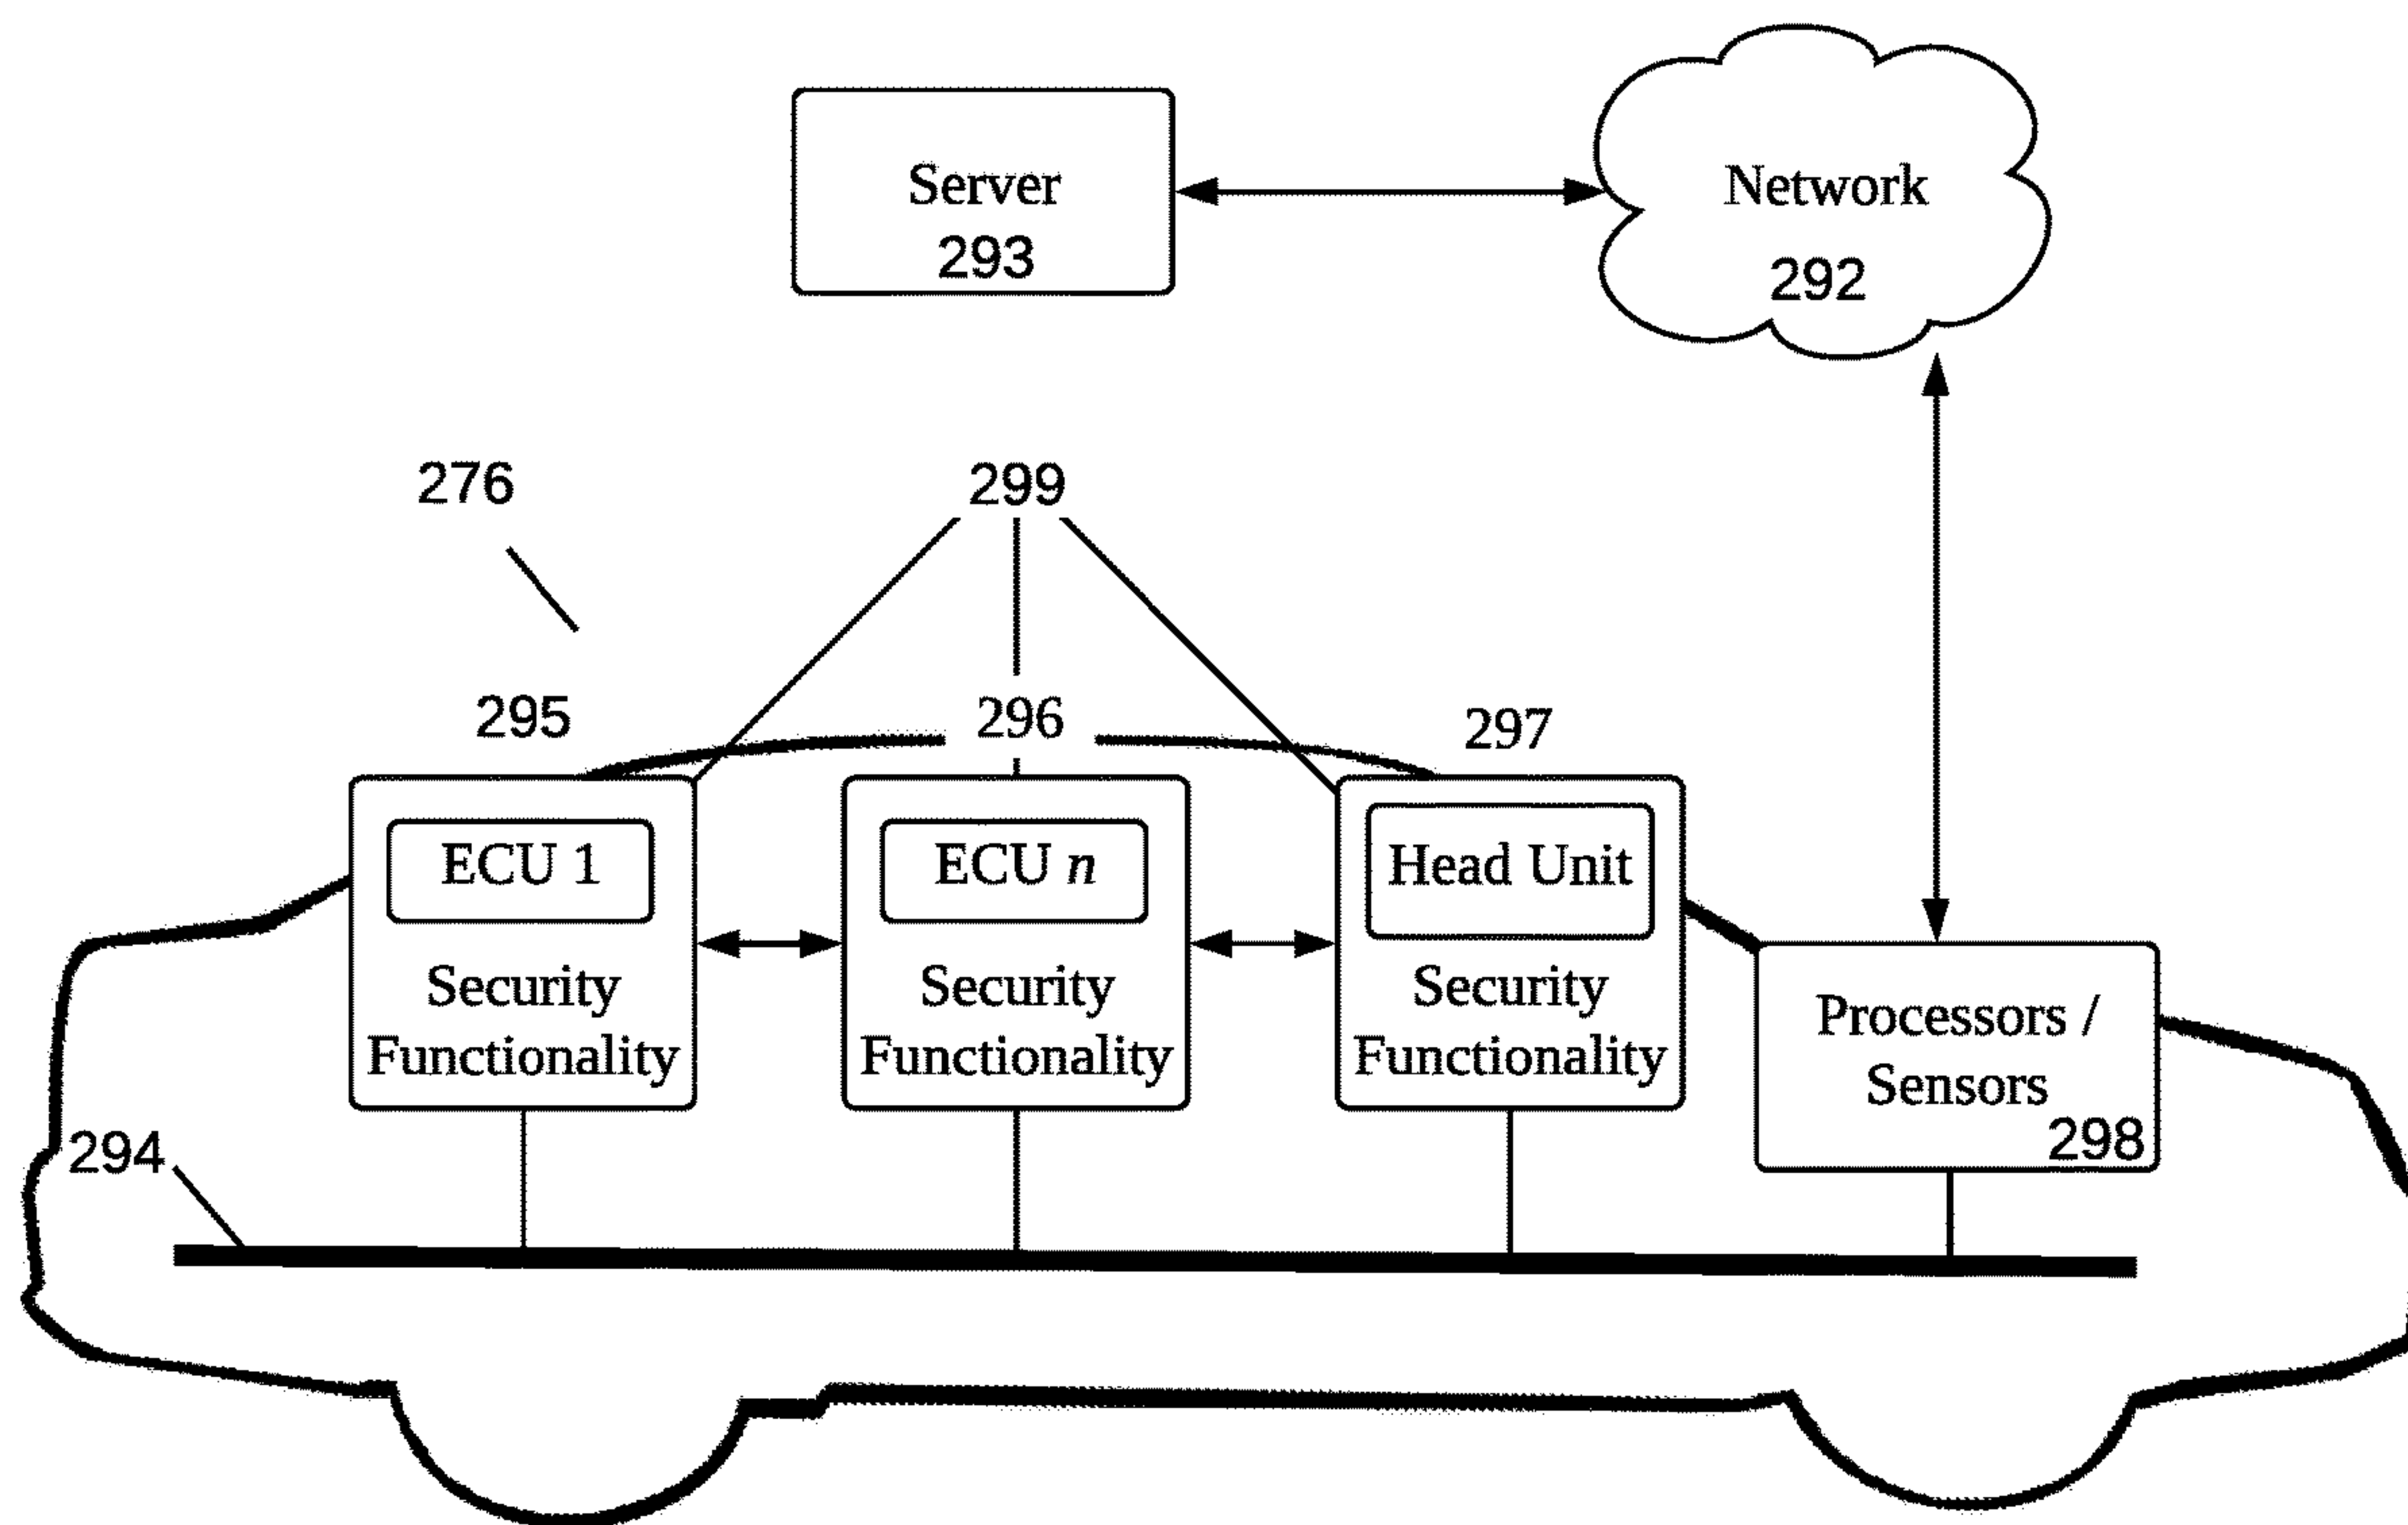 Server
293
Network
292
276
299
295
296
297
ECU 1
Security
Functionality
ECU n
Security
Functionality
Head Unit
Security
Functionality
Processors /
Sensors
298
294